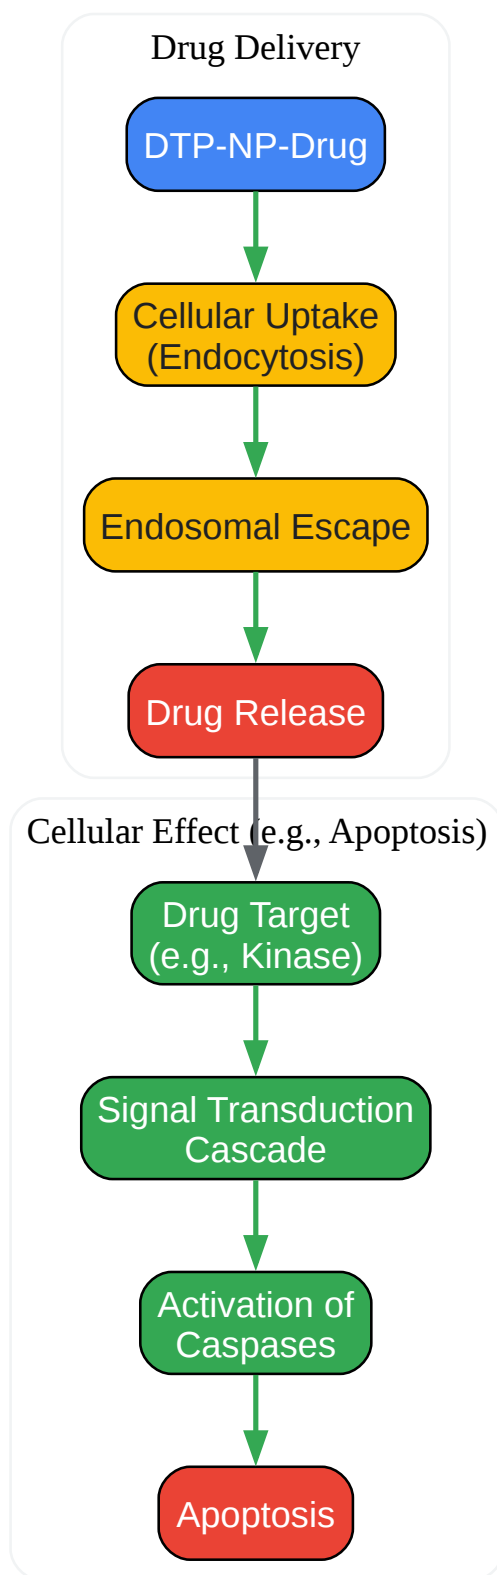 Drug Delivery
DTP-NP-Drug
Cellular Uptake
(Endocytosis)
Endosomal Escape
Drug Release
Cellular Effect (e.g., Apoptosis)
Drug Target
(e.g., Kinase)
Signal Transduction
Cascade
Activation of
Caspases
Apoptosis